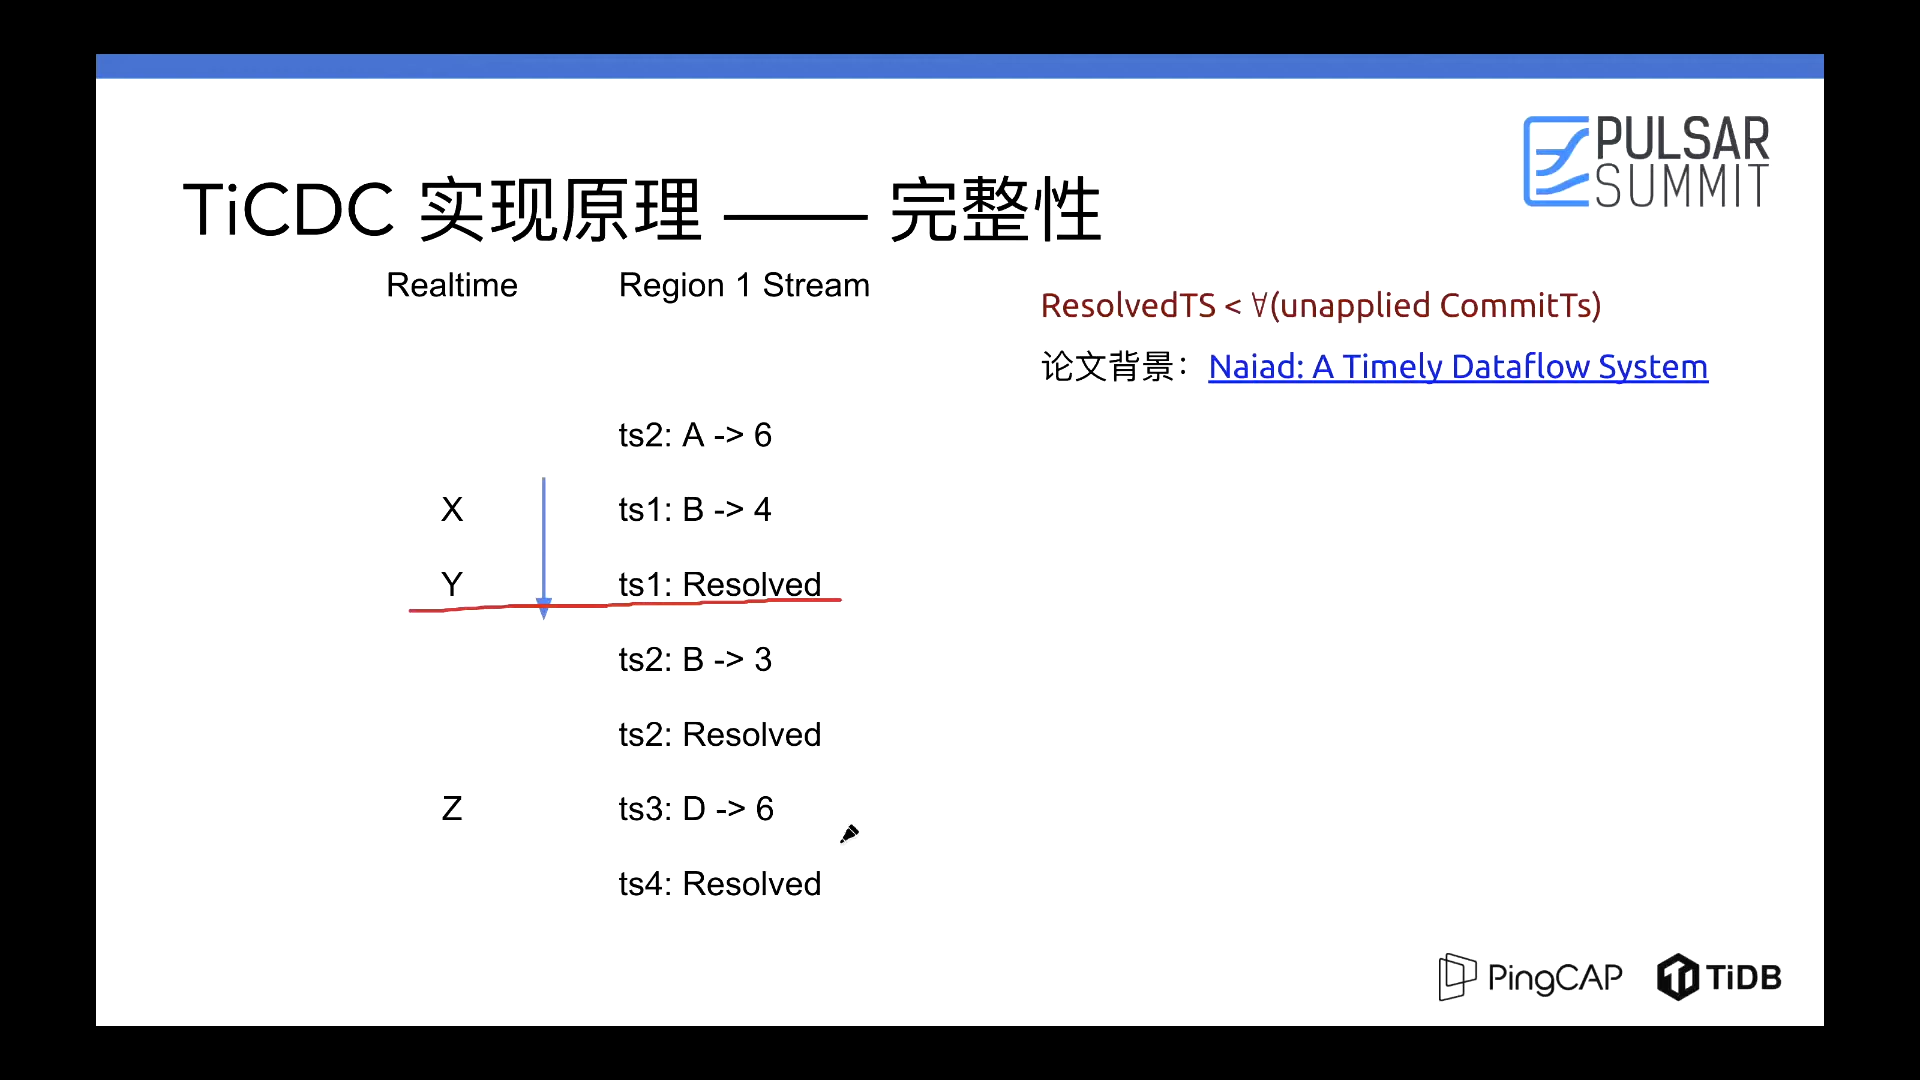 PULSAR
SUMMIT
TiCDC 实现原理 —— 完整性
Realtime Region 1 Stream
ResolvedTS < ∀(unapplied CommitTs)
论文背景：Naiad: A Timely Dataflow System
ts2: A -> 6
X ts1: B -> 4
Y ts1: Resolved
ts2: B -> 3
ts2: Resolved
Z ts3: D -> 6
ts4: Resolved
PingCAP TiDB